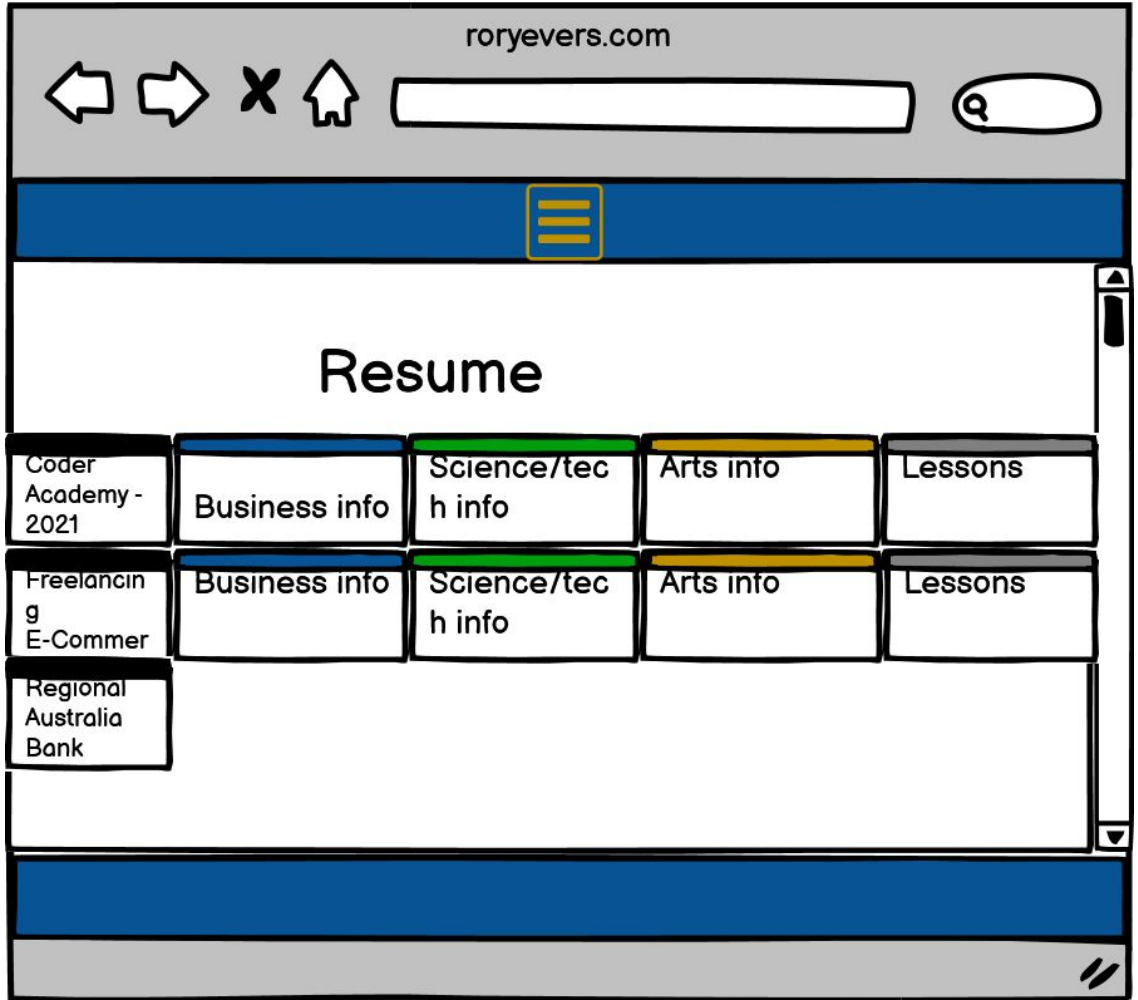 roryevers.com
Resume
Coder
Academy -
2021
Business info
Science/tec
h info
Arts info
Lessons
Freelancin
g
E-Commer
Business info
Science/tec
h info
Arts info
Lessons
Regional
Australia
Bank